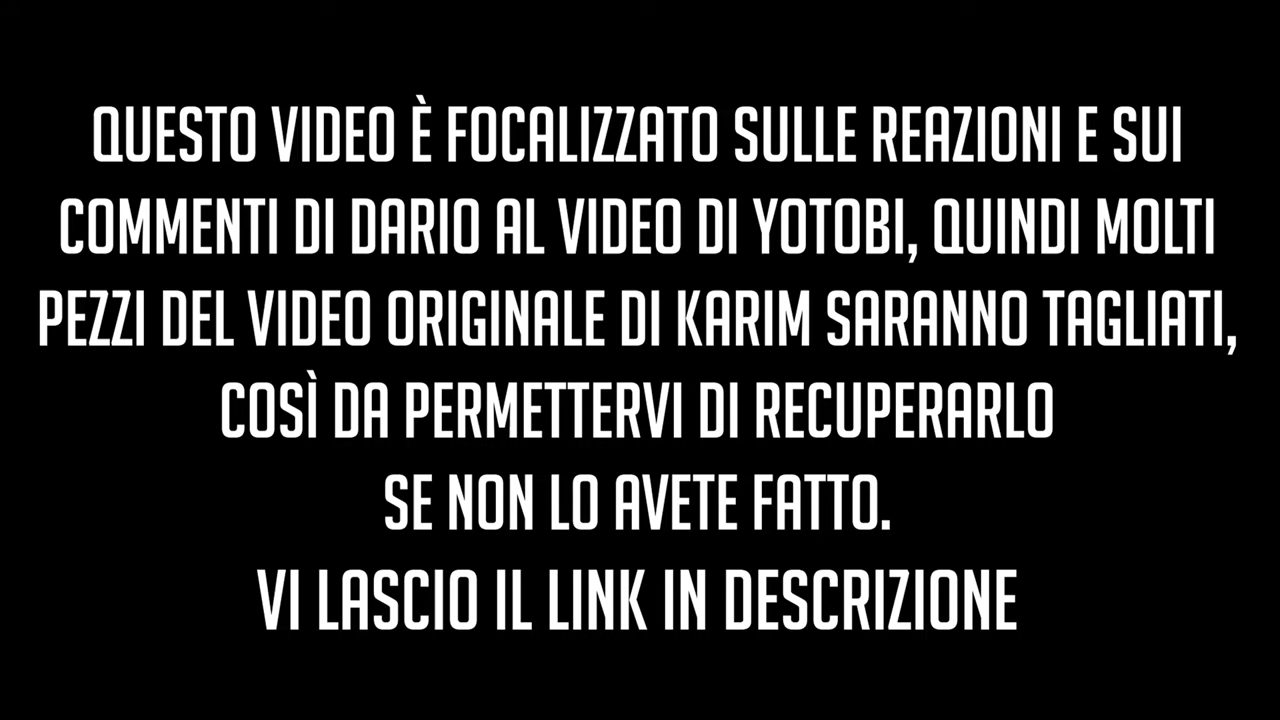 QUESTO VIDEO È FOCALIZZATO SULLE REAZIONI E SUI
COMMENTI DI DARIO AL VIDEO DI YOTOBI, QUINDI MOLTI
PEZZI DEL VIDEO ORIGINALE DI KARIM SARANNO TAGLIATI,
COSÌ DA PERMETTERVI DI RECUPERARLO
SE NON LO AVETE FATTO.
VI LASCIO IL LINK IN DESCRIZIONE